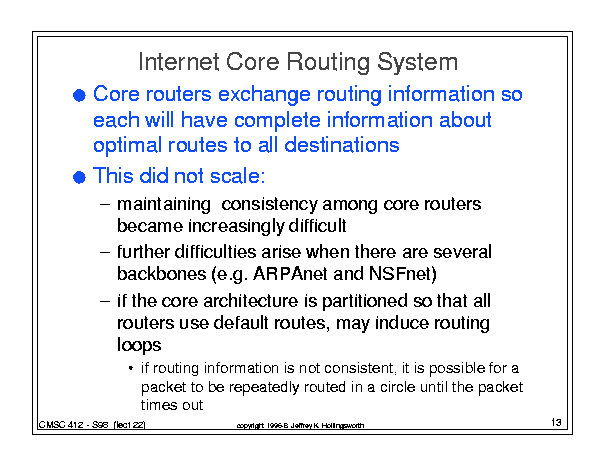 Internet Core Routing System
● Core routers exchange routing information so
each will have complete information about
optimal routes to all destinations
● This did not scale:
– maintaining consistency among core routers
became increasingly difficult
– further difficulties arise when there are several
backbones (e.g. ARPAnet and NSFnet)
– if the core architecture is partitioned so that all
routers use default routes, may induce routing
loops
• if routing information is not consistent, it is possible for a
packet to be repeatedly routed in a circle until the packet
times out
CMSC 412 - S98 (lect 22)
copyright 1996-8 Jeffrey K. Hollingsworth
13